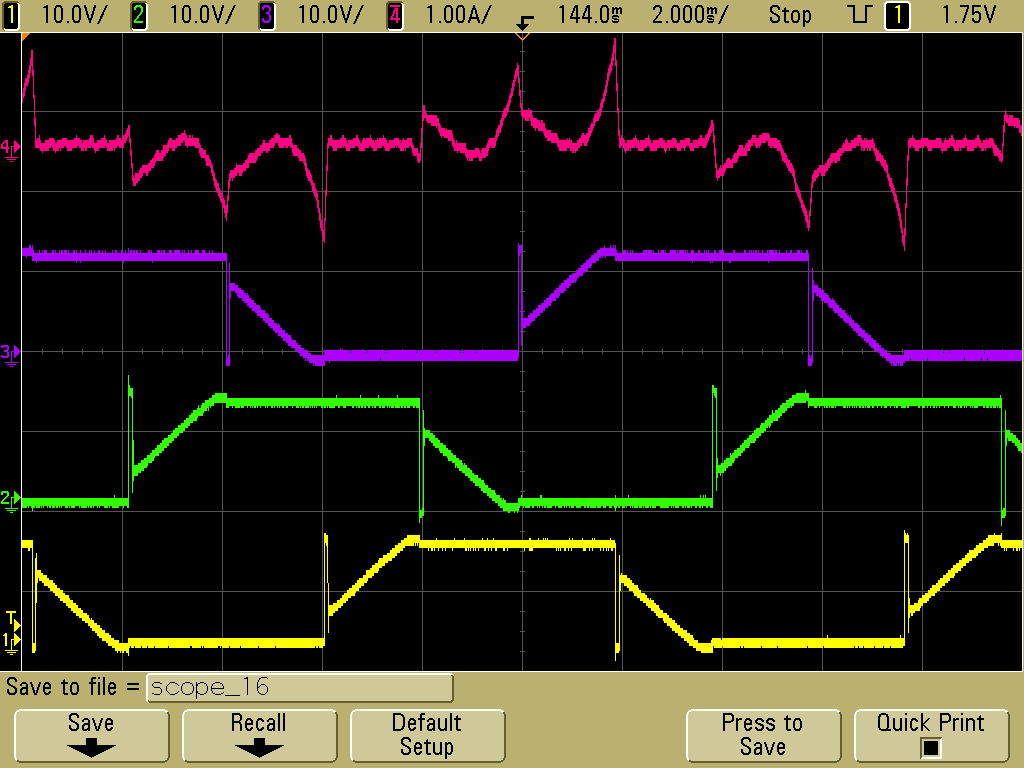 1 10.0V/ 2 10.0V/ 3 10.0V/ 4 1.00A/ 144.0ms 2.000ms/ Stop 1 1.75V
4
3
2
T
1
Save to file = scope_16
Save Recall Default Setup Press to Save Quick Print